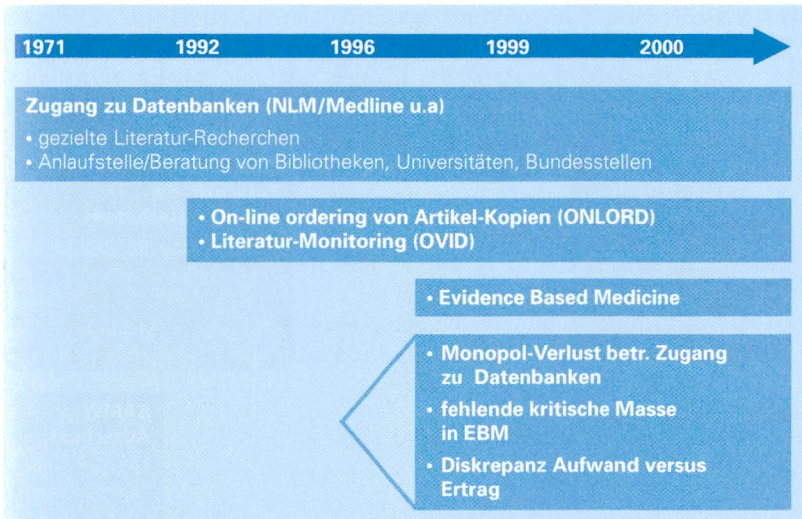 1971 1992 1996 1999 2000
Zugang zu Datenbanken (NLM/Medline u.a)
• gezielte Literatur-Recherchen
• Anlaufstelle/Beratung von Bibliotheken, Universitäten, Bundesstellen
• On-line ordering von Artikel-Kopien (ONLORD)
• Literatur-Monitoring (OVID)
• Evidence Based Medicine
• Monopol-Verlust betr. Zugang
zu Datenbanken
• fehlende kritische Masse
in EBM
• Diskrepanz Aufwand versus
Ertrag